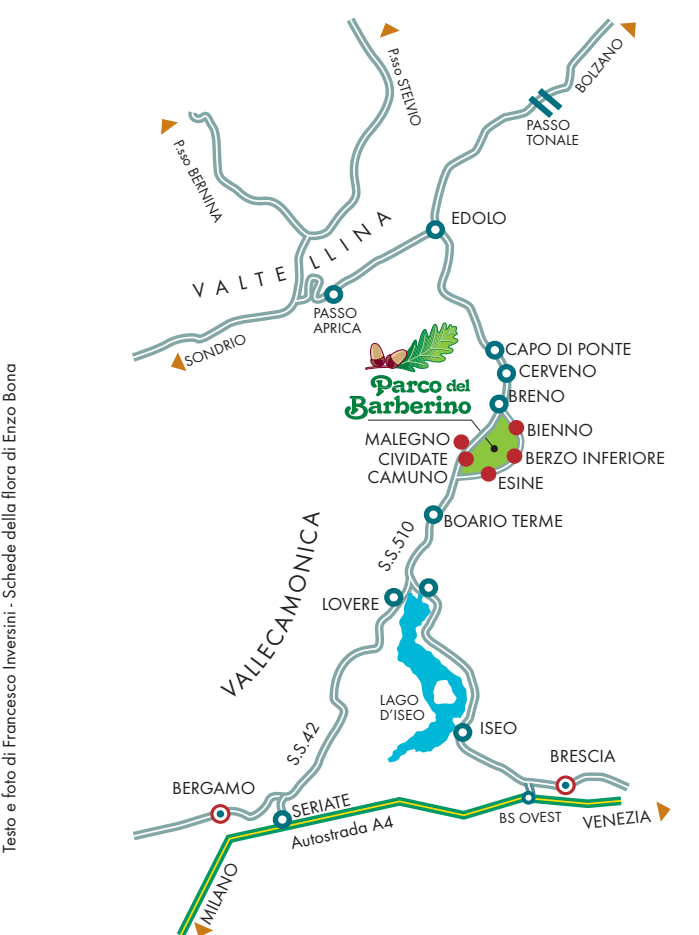 BOLZANO
P.sso STELVIO
PASSO
TONALE
P.sso BERNINA
EDOLO
VALTELLINA
PASSO
APRICA
SONDRIO
CAPO DI PONTE
CERVENO
BRENO
Parco del
Barberino
BIENNO
MALEGNO
CIVIDATE
CAMUNO
BERZO INFERIORE
ESINE
BOARIO TERME
S.S.510
VALLECAMONICA
LOVERE
LAGO
D'ISEO
ISEO
S.S.42
BRESCIA
BERGAMO
SERIATE
Autostrada A4
BS OVEST
VENEZIA
MILANO
Testo e foto di Francesco Inversini - Schede della flora di Enzo Bona